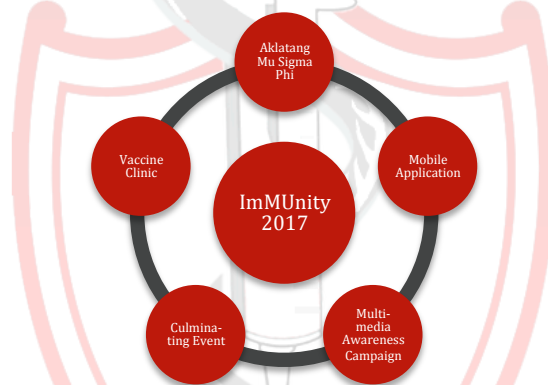 Aklatang
Mu Sigma
Phi
Mobile
Application
Multi-
media
Awareness
Campaign
Culmina-
ting Event
Vaccine
Clinic
ImMUnity
2017